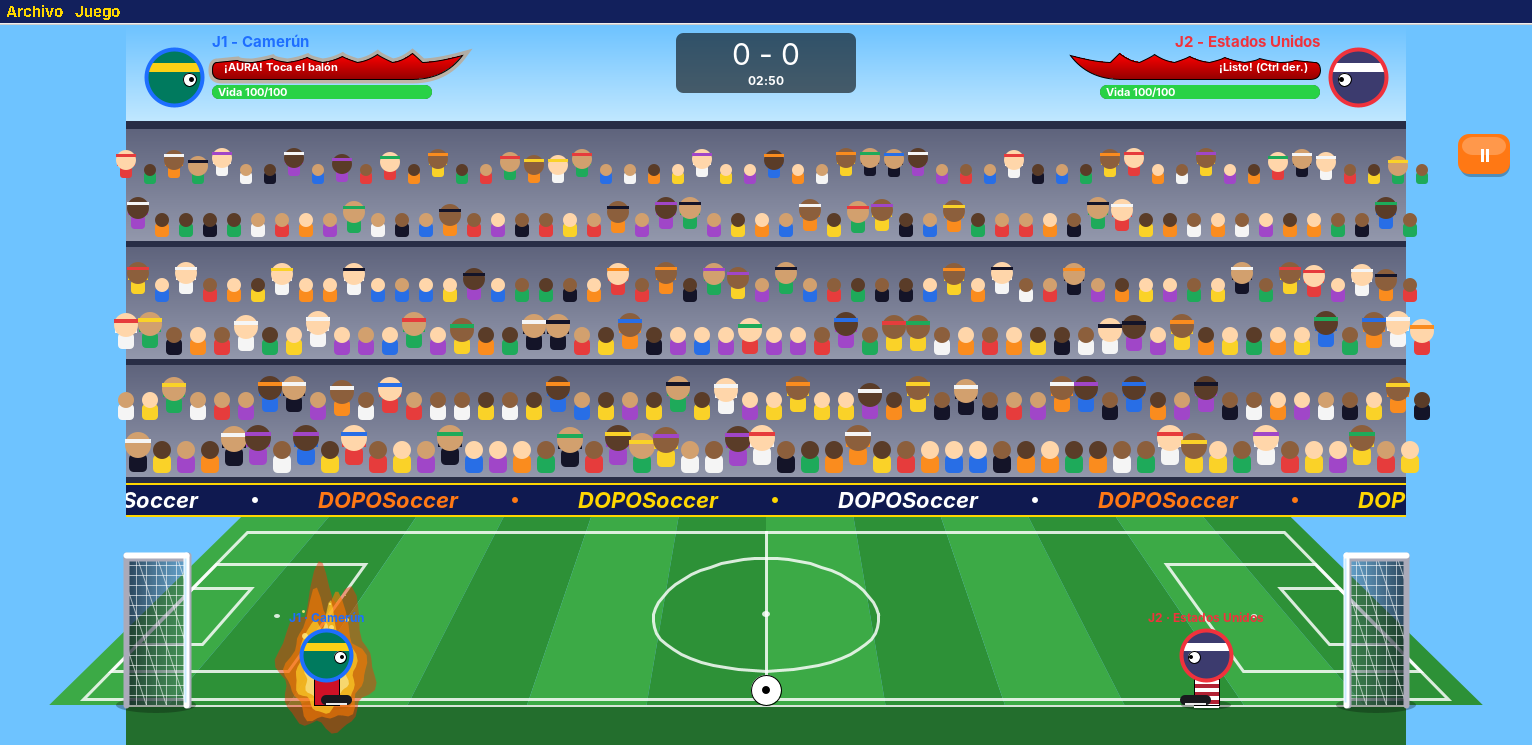 Archivo Juego
J1 - Camerún
¡AURA! Toca el balón
Vida 100/100
0 - 0
02:50
J2 - Estados Unidos
¡Listo! (Ctrl der.)
Vida 100/100
Soccer • DOPOSoccer • DOPOSoccer • DOPOSoccer • DOPOSoccer • DOP
J1 - Camerún
J2 - Estados Unidos